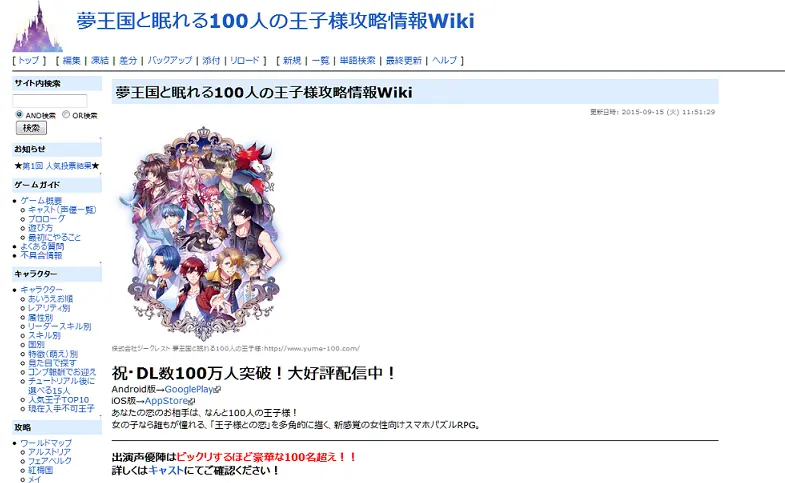 夢王国と眠れる100人の王子様攻略情報Wiki
[ トップ ] [ 編集 | 凍結 | 差分 | バックアップ | 添付 | リロード ] [ 新規 | 一覧 | 単語検索 | 最終更新 | ヘルプ ]
サイト内検索
AND検索 OR検索
検索
お知らせ
★第1回 人気投票結果★
ゲームガイド
ゲーム概要
キャスト(声優一覧)
プロローグ
遊び方
最初にやること
よくある質問
不具合情報
キャラクター
キャラクター
あいうえお順
レアリティ別
属性別
リーダースキル別
スキル別
国別
特徴(萌え)別
見た目で探す
コンプ報酬でお迎え
チュートリアル後に
選べる15人
人気王子TOP10
現在入手不可王子
攻略
ワールドマップ
アルストリア
フェアベルク
紅梅国
メイ
夢王国と眠れる100人の王子様攻略情報Wiki
更新日時: 2015-09-15 (火) 11:51:29
株式会社ジークレスト 夢王国と眠れる100人の王子様:http://www.yume-100.com/
祝・DL数100万人突破！大好評配信中！
Android版→GooglePlay
iOS版→AppStore
あなたの恋のお相手は、なんと100人の王子様！
女の子なら誰もが憧れる、「王子様との恋」を多角的に描く、新感覚の女性向けスマホパズルRPG。
出演声優陣はビックリするほど豪華な100名超え！！
詳しくはキャストにてご確認ください！